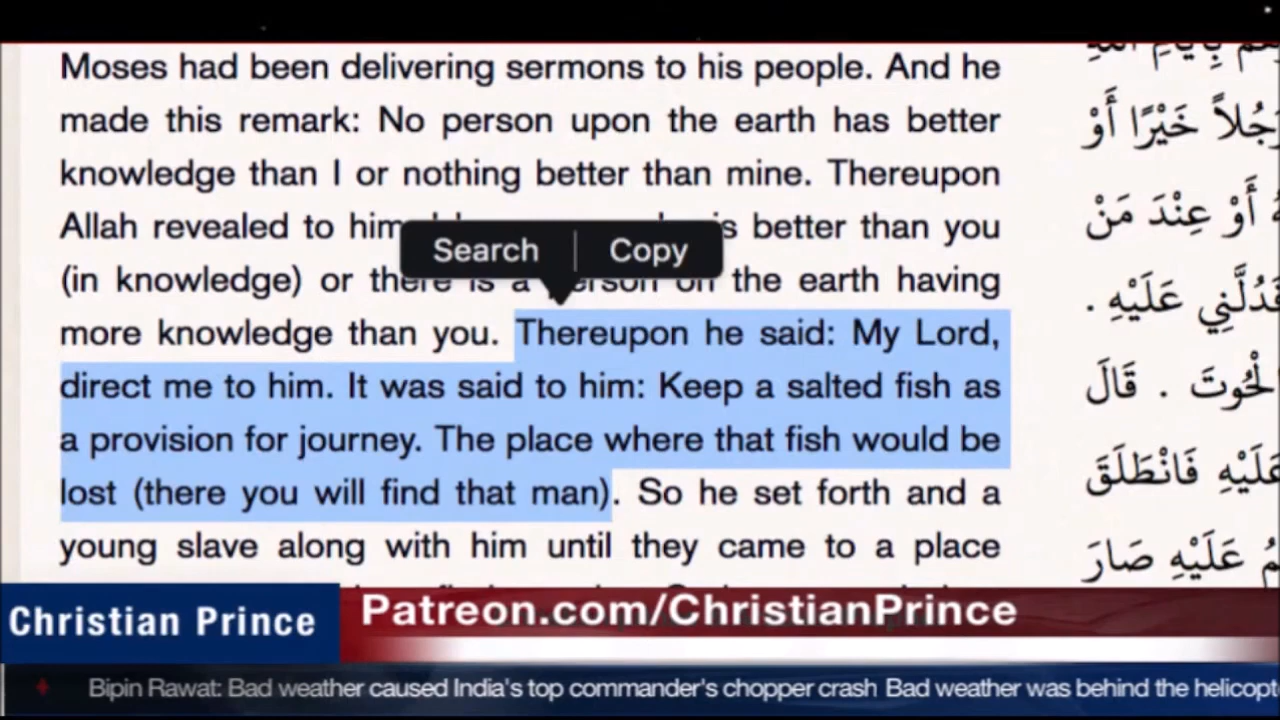 Moses had been delivering sermons to his people. And he
made this remark: No person upon the earth has better
knowledge than I or nothing better than mine. Thereupon
Allah revealed to him is better than you
(in knowledge) or there is a person on the earth having
more knowledge than you. Thereupon he said: My Lord,
direct me to him. It was said to him: Keep a salted fish as
a provision for journey. The place where that fish would be
lost (there you will find that man). So he set forth and a
young slave along with him until they came to a place
Search
Copy
خَيْرًا أَوْ
أَوْ عِنْدَ مَنْ
عَلَيْهِ .
قَالَ
عَلَيْهِ صَارَ
Christian Prince
Patreon.com/ChristianPrince
Bipin Rawat: Bad weather caused India's top commander's chopper crash Bad weather was behind the